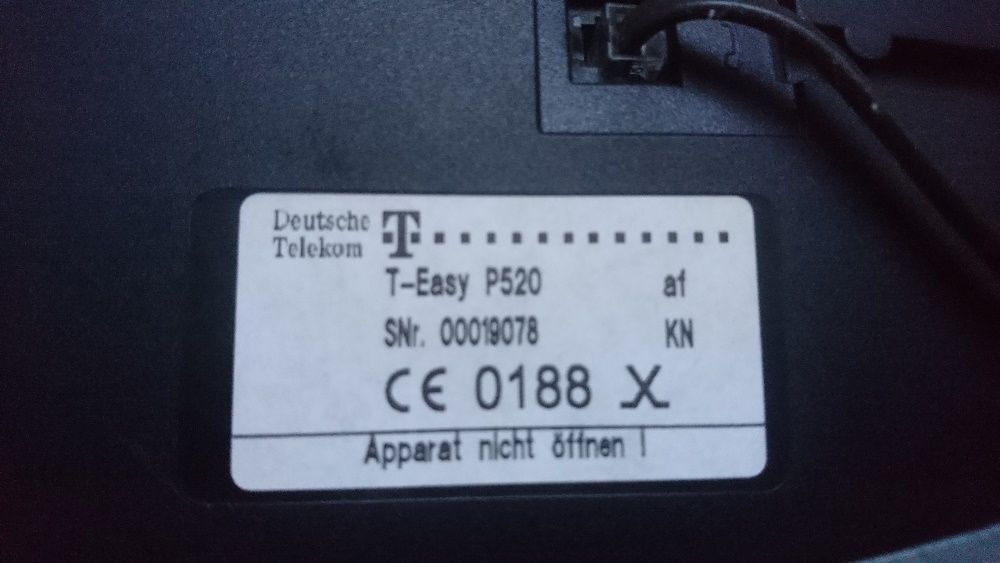 Deutsche
Telekom
T
T-Easy P520 af
SNr. 00019078 KN
CE 0188 X
Apparat nicht öffnen !